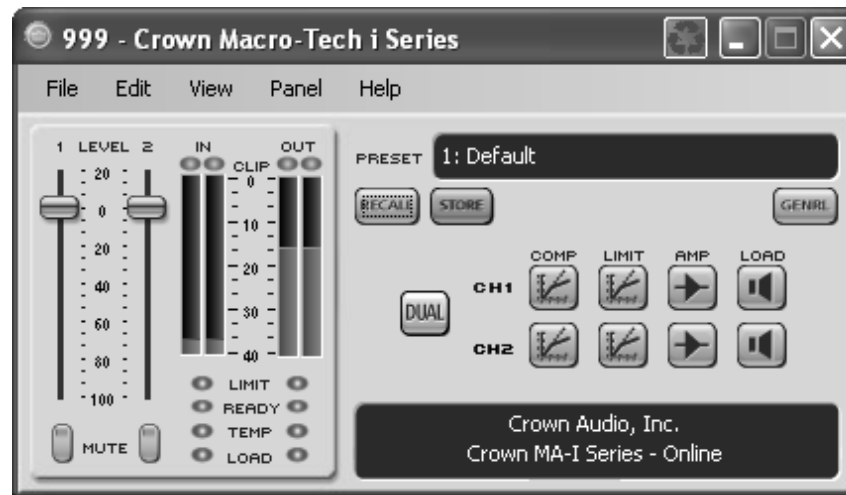 999 - Crown Macro-Tech i Series
File Edit View Panel Help
1 LEVEL 2
IN OUT
CLIP
20
0
20
40
60
80
-100
0
10
20
30
40
LIMIT
READY
TEMP
LOAD
MUTE
PRESET 1: Default
RECALL STORE GENRL
COMP LIMIT AMP LOAD
CH1
DUAL
CH2
Crown Audio, Inc.
Crown MA-I Series - Online